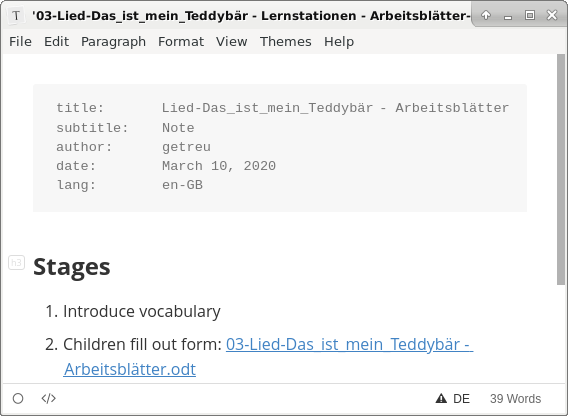 T '03-Lied-Das_ist_mein_Teddybär - Lernstationen - Arbeitsblätter-
File Edit Paragraph Format View Themes Help
title: Lied-Das_ist_mein_Teddybär - Arbeitsblätter
subtitle: Note
author: getreu
date: March 10, 2020
lang: en-GB
h3 Stages
1. Introduce vocabulary
2. Children fill out form: 03-Lied-Das_ist_mein_Teddybär -
Arbeitsblätter.odt
</> DE 39 Words